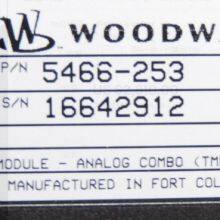 WOODW
P/N 5466-253
S/N 16642912
MODULE - ANALOG COMBO (TM
MANUFACTURED IN FORT COL